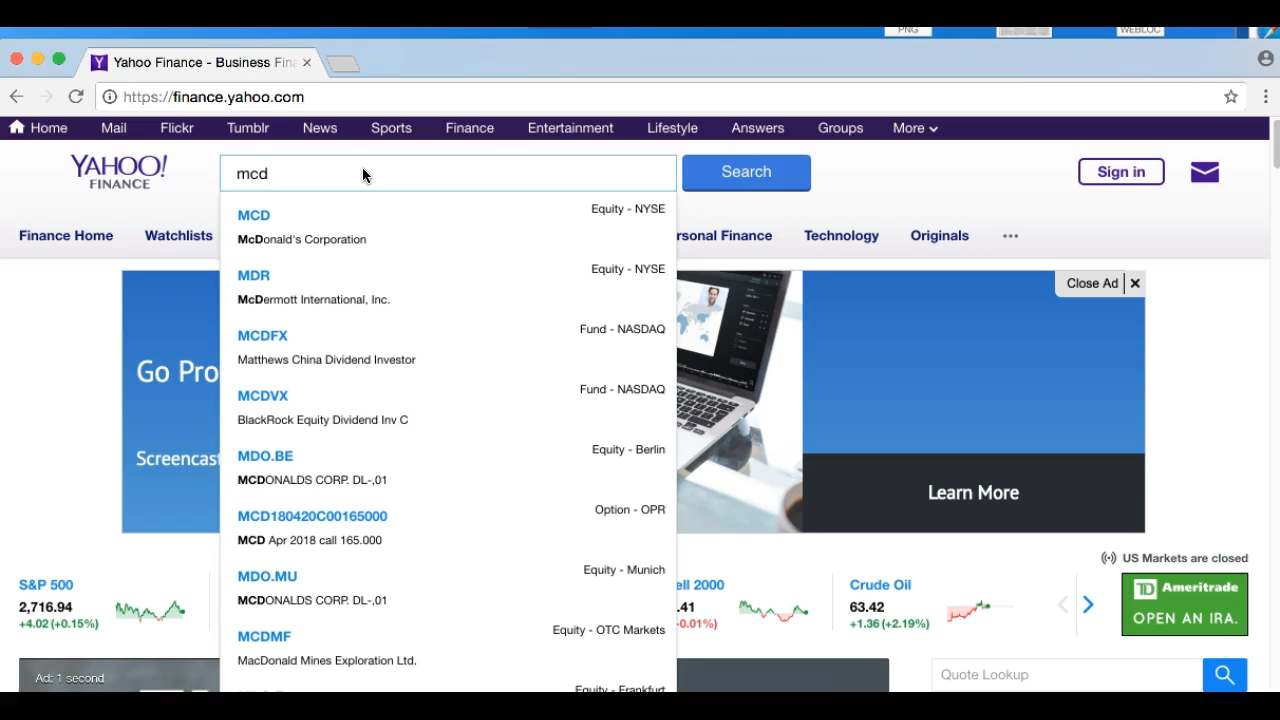 PNG
WEBLOC
Yahoo Finance - Business Fina
https://finance.yahoo.com
Home Mail Flickr Tumblr News Sports Finance Entertainment Lifestyle Answers Groups More
YAHOO!
FINANCE
mcd
Search
Sign in
Finance Home Watchlists rsonal Finance Technology Originals
MCD Equity - NYSE
McDonald's Corporation
MDR Equity - NYSE
McDermott International, Inc.
MCDFX Fund - NASDAQ
Matthews China Dividend Investor
MCDVX Fund - NASDAQ
BlackRock Equity Dividend Inv C
MDO.BE Equity - Berlin
MCDONALDS CORP. DL-,01
MCD180420C00165000 Option - OPR
MCD Apr 2018 call 165.000
MDO.MU Equity - Munich
MCDONALDS CORP. DL-,01
MCDMF Equity - OTC Markets
MacDonald Mines Exploration Ltd.
Equity - Frankfurt
Go Pro
Screencast
Close Ad
Learn More
US Markets are closed
S&P 500
2,716.94
+4.02 (+0.15%)
ell 2000
.41
-0.01%)
Crude Oil
63.42
+1.36 (+2.19%)
TD Ameritrade
OPEN AN IRA.
Ad: 1 second
Quote Lookup